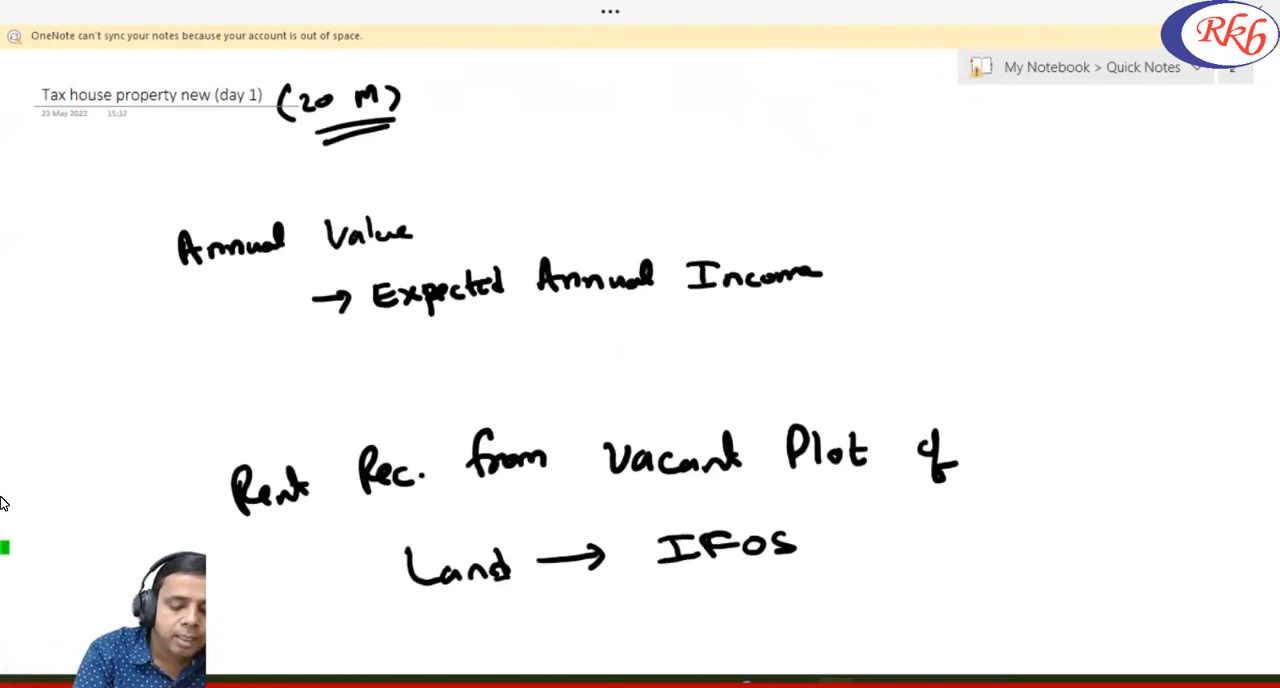 ...
Rkb
OneNote can't sync your notes because your account is out of space.
My Notebook > Quick Notes
Tax house property new (day 1) (20 M)
23 May 2022 15:37
Annual Value
→ Expected Annual Income
Rent Rec. from Vacant Plot of
Land → IFOS